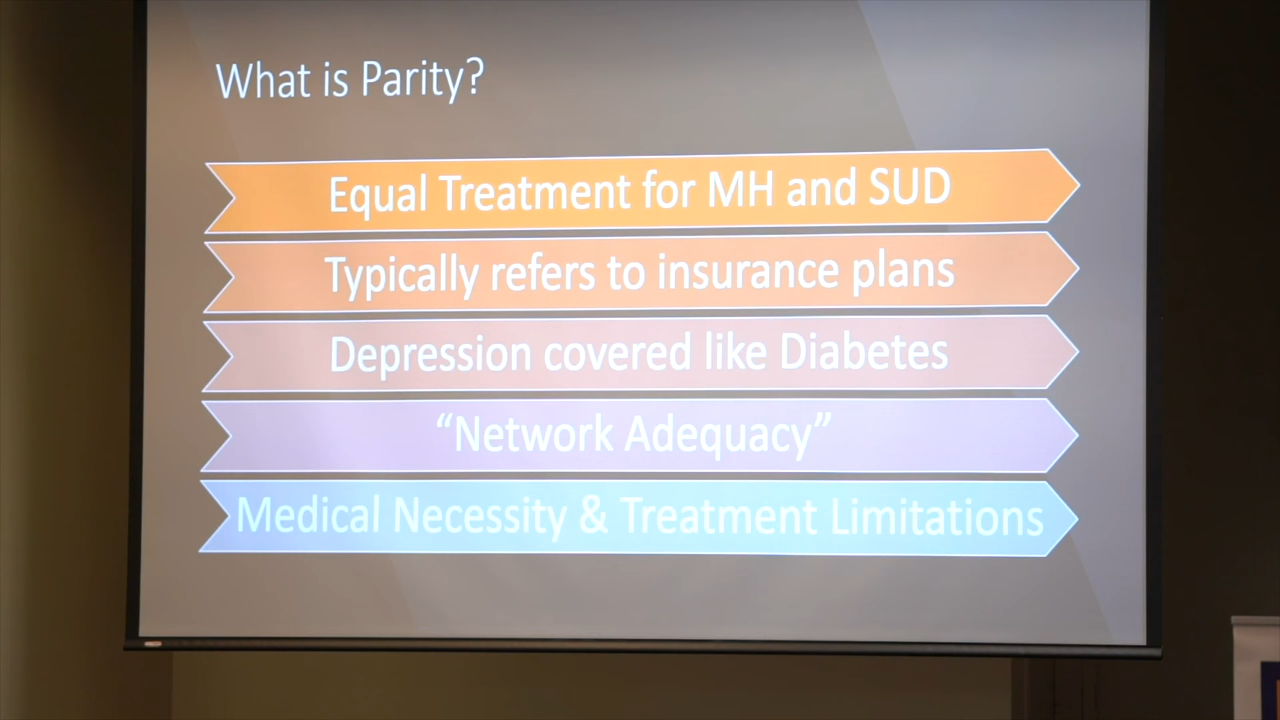 What is Parity?
Equal Treatment for MH and SUD
Typically refers to insurance plans
Depression covered like Diabetes
“Network Adequacy”
Medical Necessity & Treatment Limitations